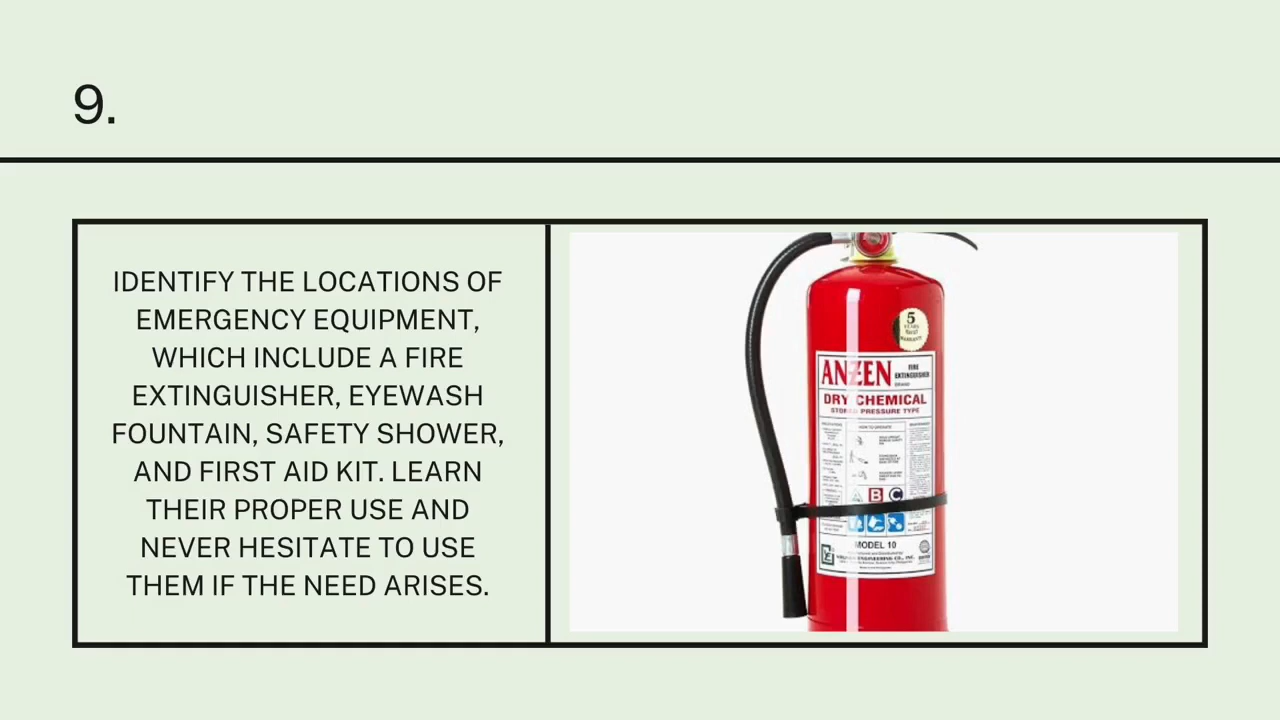 9.
IDENTIFY THE LOCATIONS OF
EMERGENCY EQUIPMENT,
WHICH INCLUDE A FIRE
EXTINGUISHER, EYEWASH
FOUNTAIN, SAFETY SHOWER,
AND FIRST AID KIT. LEARN
THEIR PROPER USE AND
NEVER HESITATE TO USE
THEM IF THE NEED ARISES.
5
YEARS
ANZEN
FIRE
EXTINGUISHER
BRAND
DRY CHEMICAL
STORED PRESSURE TYPE
HOW TO OPERATE
A B C
MODEL 10